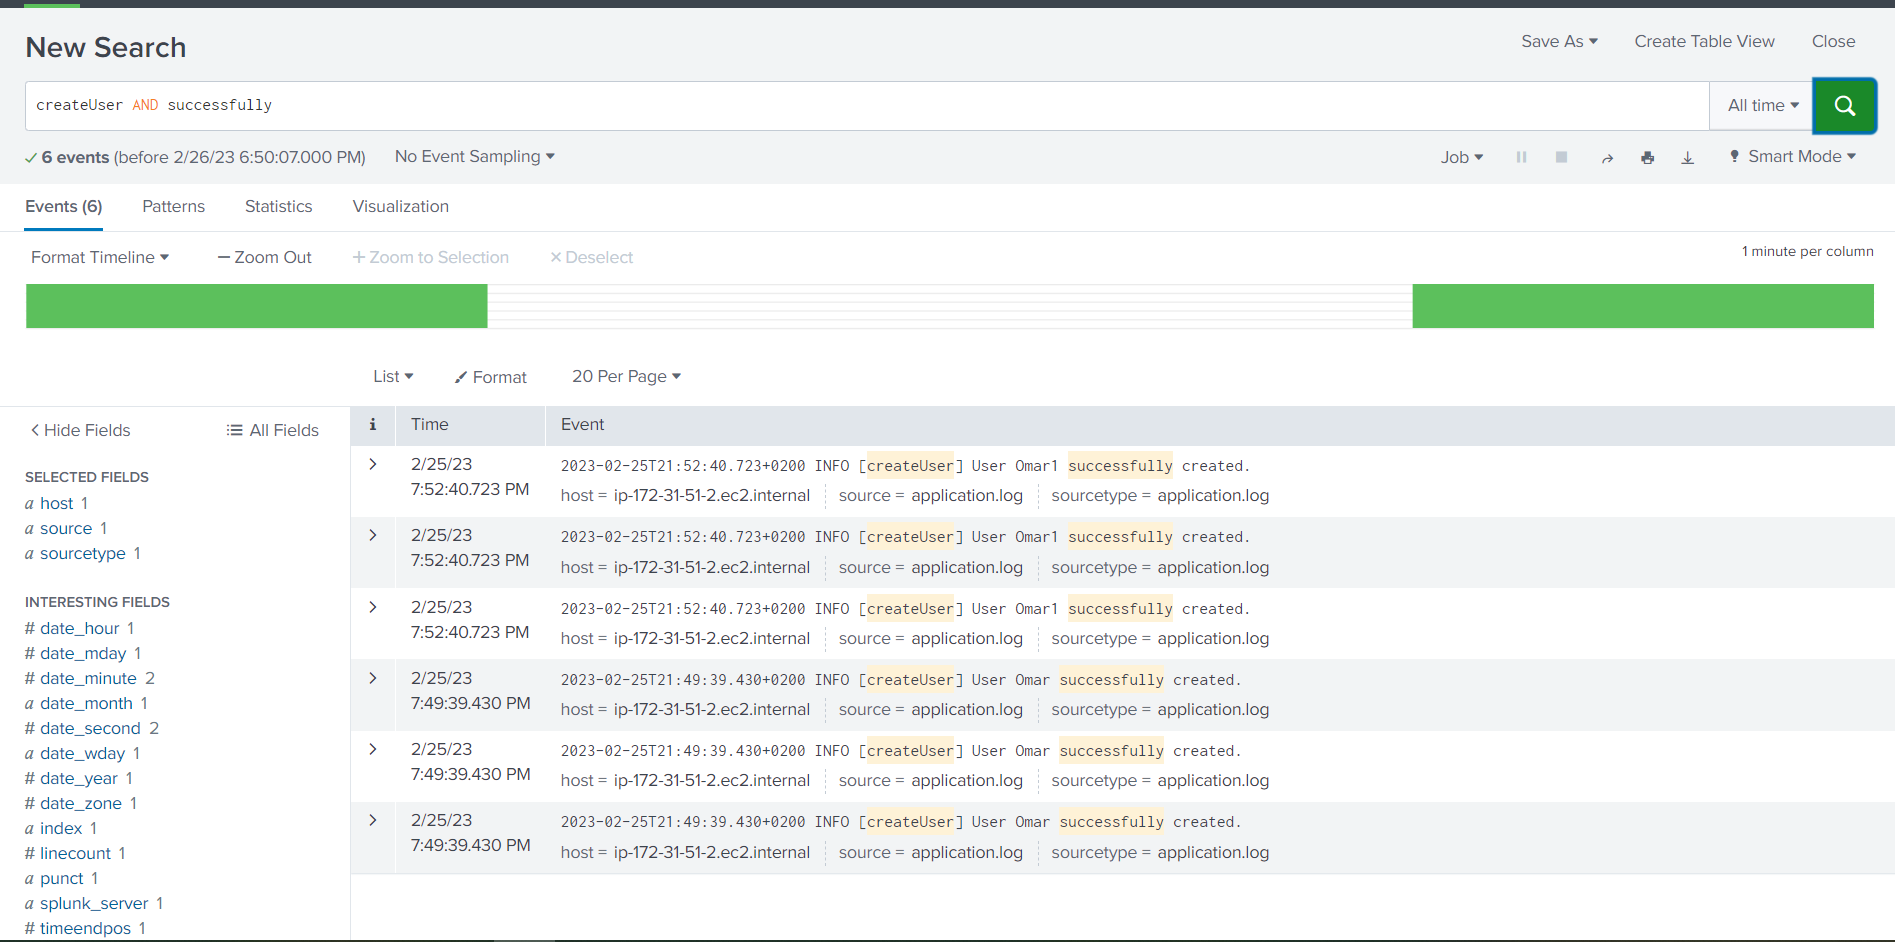 New Search
Save As Create Table View Close
createUser AND successfully
All time
6 events (before 2/26/23 6:50:07.000 PM) No Event Sampling
Job Smart Mode
Events (6) Patterns Statistics Visualization
Format Timeline — Zoom Out + Zoom to Selection × Deselect
1 minute per column
List Format 20 Per Page
< Hide Fields All Fields
SELECTED FIELDS
a host 1
a source 1
a sourcetype 1
INTERESTING FIELDS
# date_hour 1
# date_mday 1
# date_minute 2
a date_month 1
# date_second 2
a date_wday 1
# date_year 1
# date_zone 1
a index 1
# linecount 1
a punct 1
a splunk_server 1
# timeendpos 1
i Time Event
> 2/25/23 2023-02-25T21:52:40.723+0200 INFO [createUser] User Omar1 successfully created.
7:52:40.723 PM host = ip-172-31-51-2.ec2.internal source = application.log sourcetype = application.log
> 2/25/23 2023-02-25T21:52:40.723+0200 INFO [createUser] User Omar1 successfully created.
7:52:40.723 PM host = ip-172-31-51-2.ec2.internal source = application.log sourcetype = application.log
> 2/25/23 2023-02-25T21:52:40.723+0200 INFO [createUser] User Omar1 successfully created.
7:52:40.723 PM host = ip-172-31-51-2.ec2.internal source = application.log sourcetype = application.log
> 2/25/23 2023-02-25T21:49:39.430+0200 INFO [createUser] User Omar successfully created.
7:49:39.430 PM host = ip-172-31-51-2.ec2.internal source = application.log sourcetype = application.log
> 2/25/23 2023-02-25T21:49:39.430+0200 INFO [createUser] User Omar successfully created.
7:49:39.430 PM host = ip-172-31-51-2.ec2.internal source = application.log sourcetype = application.log
> 2/25/23 2023-02-25T21:49:39.430+0200 INFO [createUser] User Omar successfully created.
7:49:39.430 PM host = ip-172-31-51-2.ec2.internal source = application.log sourcetype = application.log